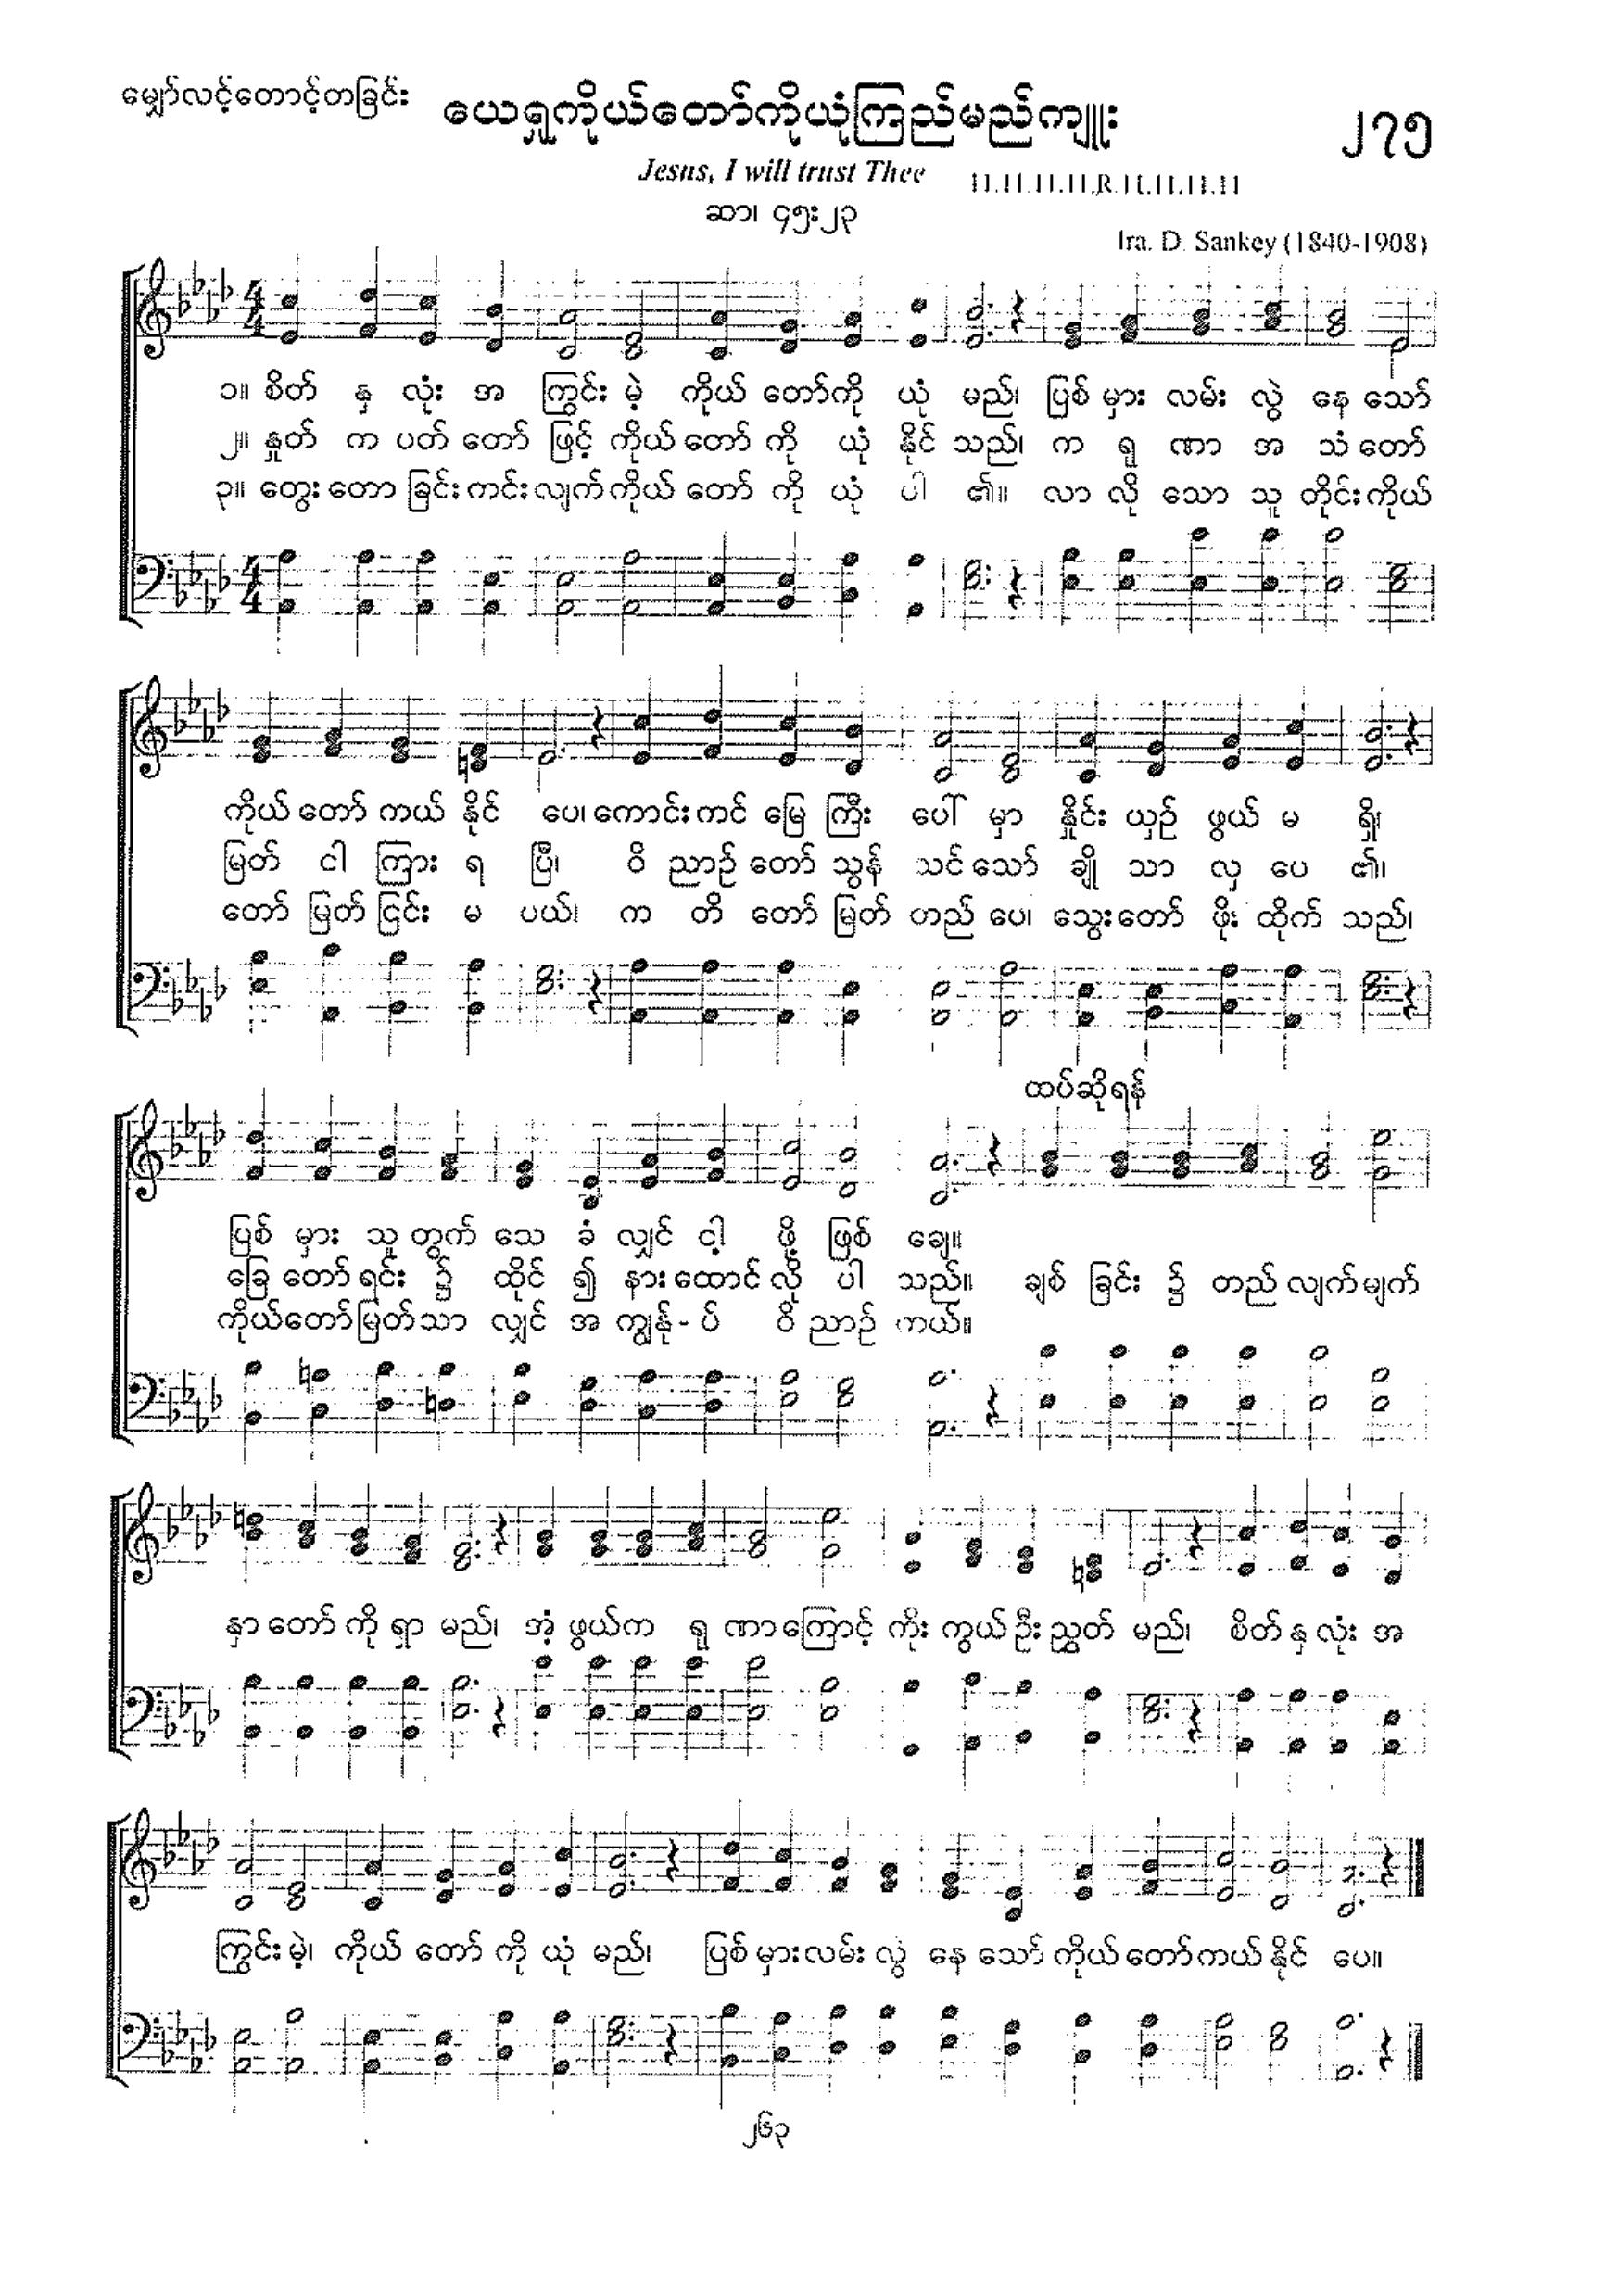 မျှော်လင့်တောင့်တခြင်း
ယေရှုကိုယ်တော်ကိုယုံကြည်မည်ကျူး
၂၇၅
Jesus, I will trust Thee 11.11.11.11.R.11.11.11.11
ဆာ၊ ၄၅း၂၃
Ira. D. Sankey (1840-1908)
၁။ စိတ် နှ လုံး အ ကြွင်း မဲ့ ကိုယ် တော်ကို ယုံ မည်၊ ပြစ် မှား လမ်း လွဲ နေ သော်
၂။ နှုတ် က ပတ် တော် ဖြင့် ကိုယ် တော် ကို ယုံ နိုင် သည်၊ က ရု ဏာ အ သံ တော်
၃။ တွေး တော ခြင်း ကင်း လျက် ကိုယ် တော် ကို ယုံ ပါ ၏။ လာ လို သော သူ တိုင်း ကိုယ်
ကိုယ် တော် ကယ် နိုင် ပေ၊ ကောင်း ကင် မြေ ကြီး ပေါ် မှာ နှိုင်း ယှဉ် ဖွယ် မ ရှိ၊
မြတ် ငါ ကြား ရ ပြီ၊ ဝိ ညာဉ် တော် သွန် သင် သော် ချို သာ လှ ပေ ၏၊
တော် မြတ် ငြင်း မ ပယ်၊ က တိ တော် မြတ် တည် ပေ၊ သွေး တော် ဖိုး ထိုက် သည်၊
ထပ်ဆိုရန်
ပြစ် မှား သူ တွက် သေ ခံ လျှင် ငါ့ ဖို့ ဖြစ် ချေ။
ခြေ တော် ရင်း ၌ ထိုင် ၍ နား ထောင် လို ပါ သည်။ ချစ် ခြင်း ၌ တည် လျက် မျက်
ကိုယ်တော်မြတ်သာ လျှင် အ ကျွန်ု - ပ် ဝိ ညာဉ် ကယ်။
နှာ တော် ကို ရှာ မည်၊ အံ့ ဖွယ်က ရု ဏာ ကြောင့် ကိုး ကွယ် ဦး ညွှတ် မည်၊ စိတ် နှ လုံး အ
ကြွင်း မဲ့၊ ကိုယ် တော် ကို ယုံ မည်၊ ပြစ် မှား လမ်း လွဲ နေ သော် ကိုယ် တော် ကယ် နိုင် ပေ။
၂၆၃